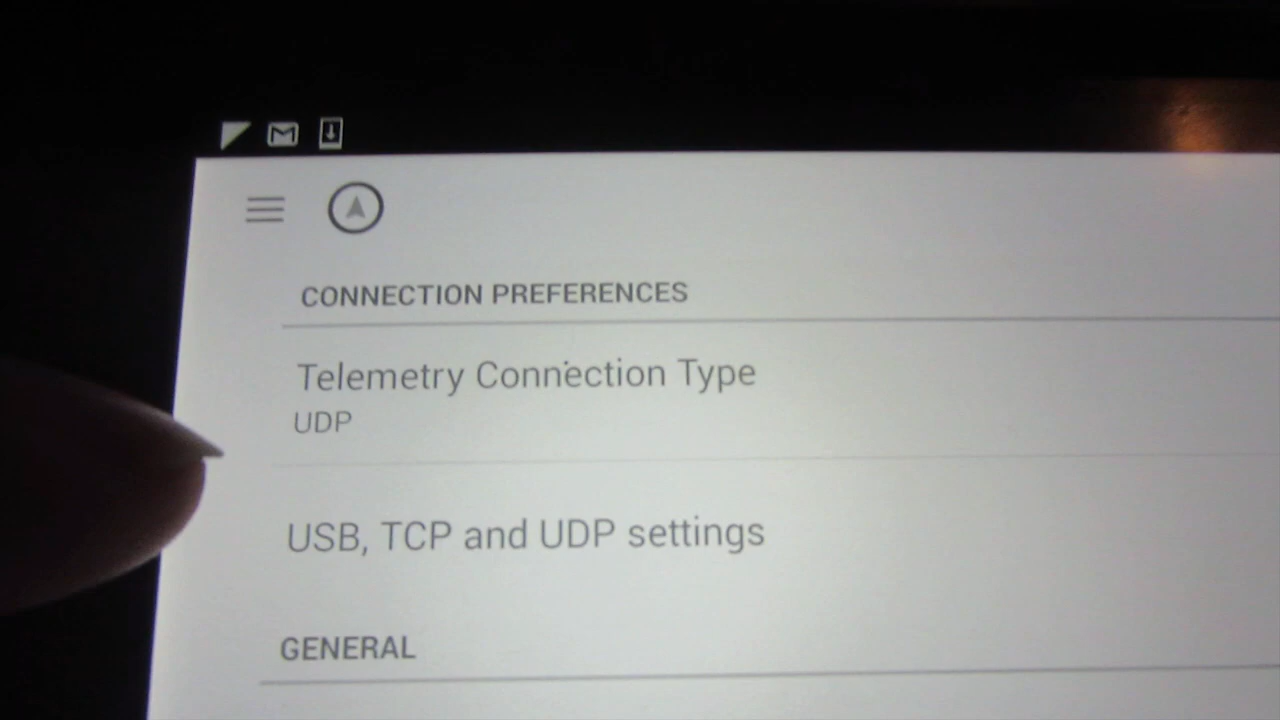 CONNECTION PREFERENCES
Telemetry Connection Type
UDP
USB, TCP and UDP settings
GENERAL